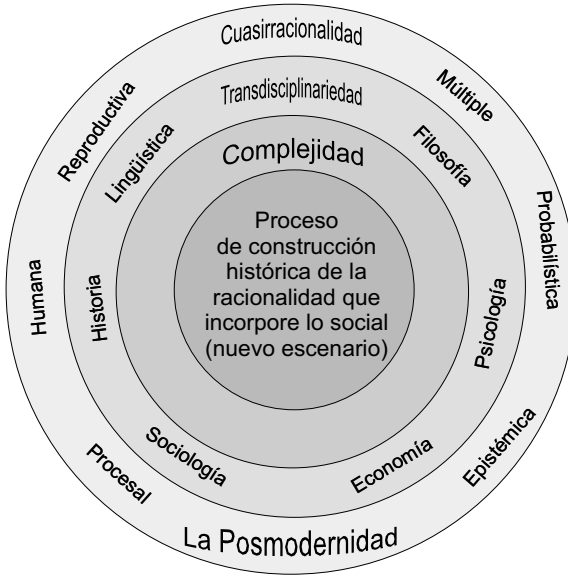 Cuasirracionalidad
Múltiple
Probabilística
Epistémica
La Posmodernidad
Procesal
Humana
Reproductiva
Transdisciplinariedad
Filosofía
Psicología
Economía
Sociología
Historia
Lingüística
Complejidad
Proceso
de construcción
histórica de la
racionalidad que
incorpore lo social
(nuevo escenario)